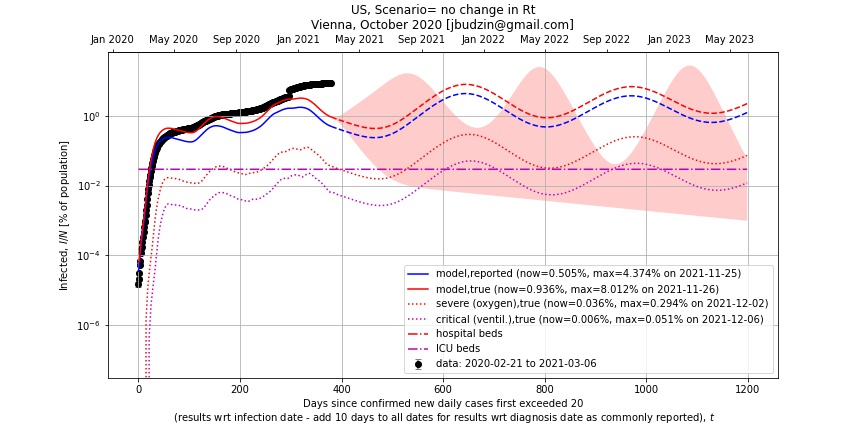 US, Scenario= no change in Rt
Vienna, October 2020 [jbudzin@gmail.com]
Jan 2020 May 2020 Sep 2020 Jan 2021 May 2021 Sep 2021 Jan 2022 May 2022 Sep 2022 Jan 2023 May 2023
Infected, I/N [% of population]
10⁰
10⁻²
10⁻⁴
10⁻⁶
model,reported (now=0.505%, max=4.374% on 2021-11-25)
model,true (now=0.936%, max=8.012% on 2021-11-26)
severe (oxygen),true (now=0.036%, max=0.294% on 2021-12-02)
critical (ventil.),true (now=0.006%, max=0.051% on 2021-12-06)
hospital beds
ICU beds
data: 2020-02-21 to 2021-03-06
0 200 400 600 800 1000 1200
Days since confirmed new daily cases first exceeded 20
(results wrt infection date - add 10 days to all dates for results wrt diagnosis date as commonly reported), t